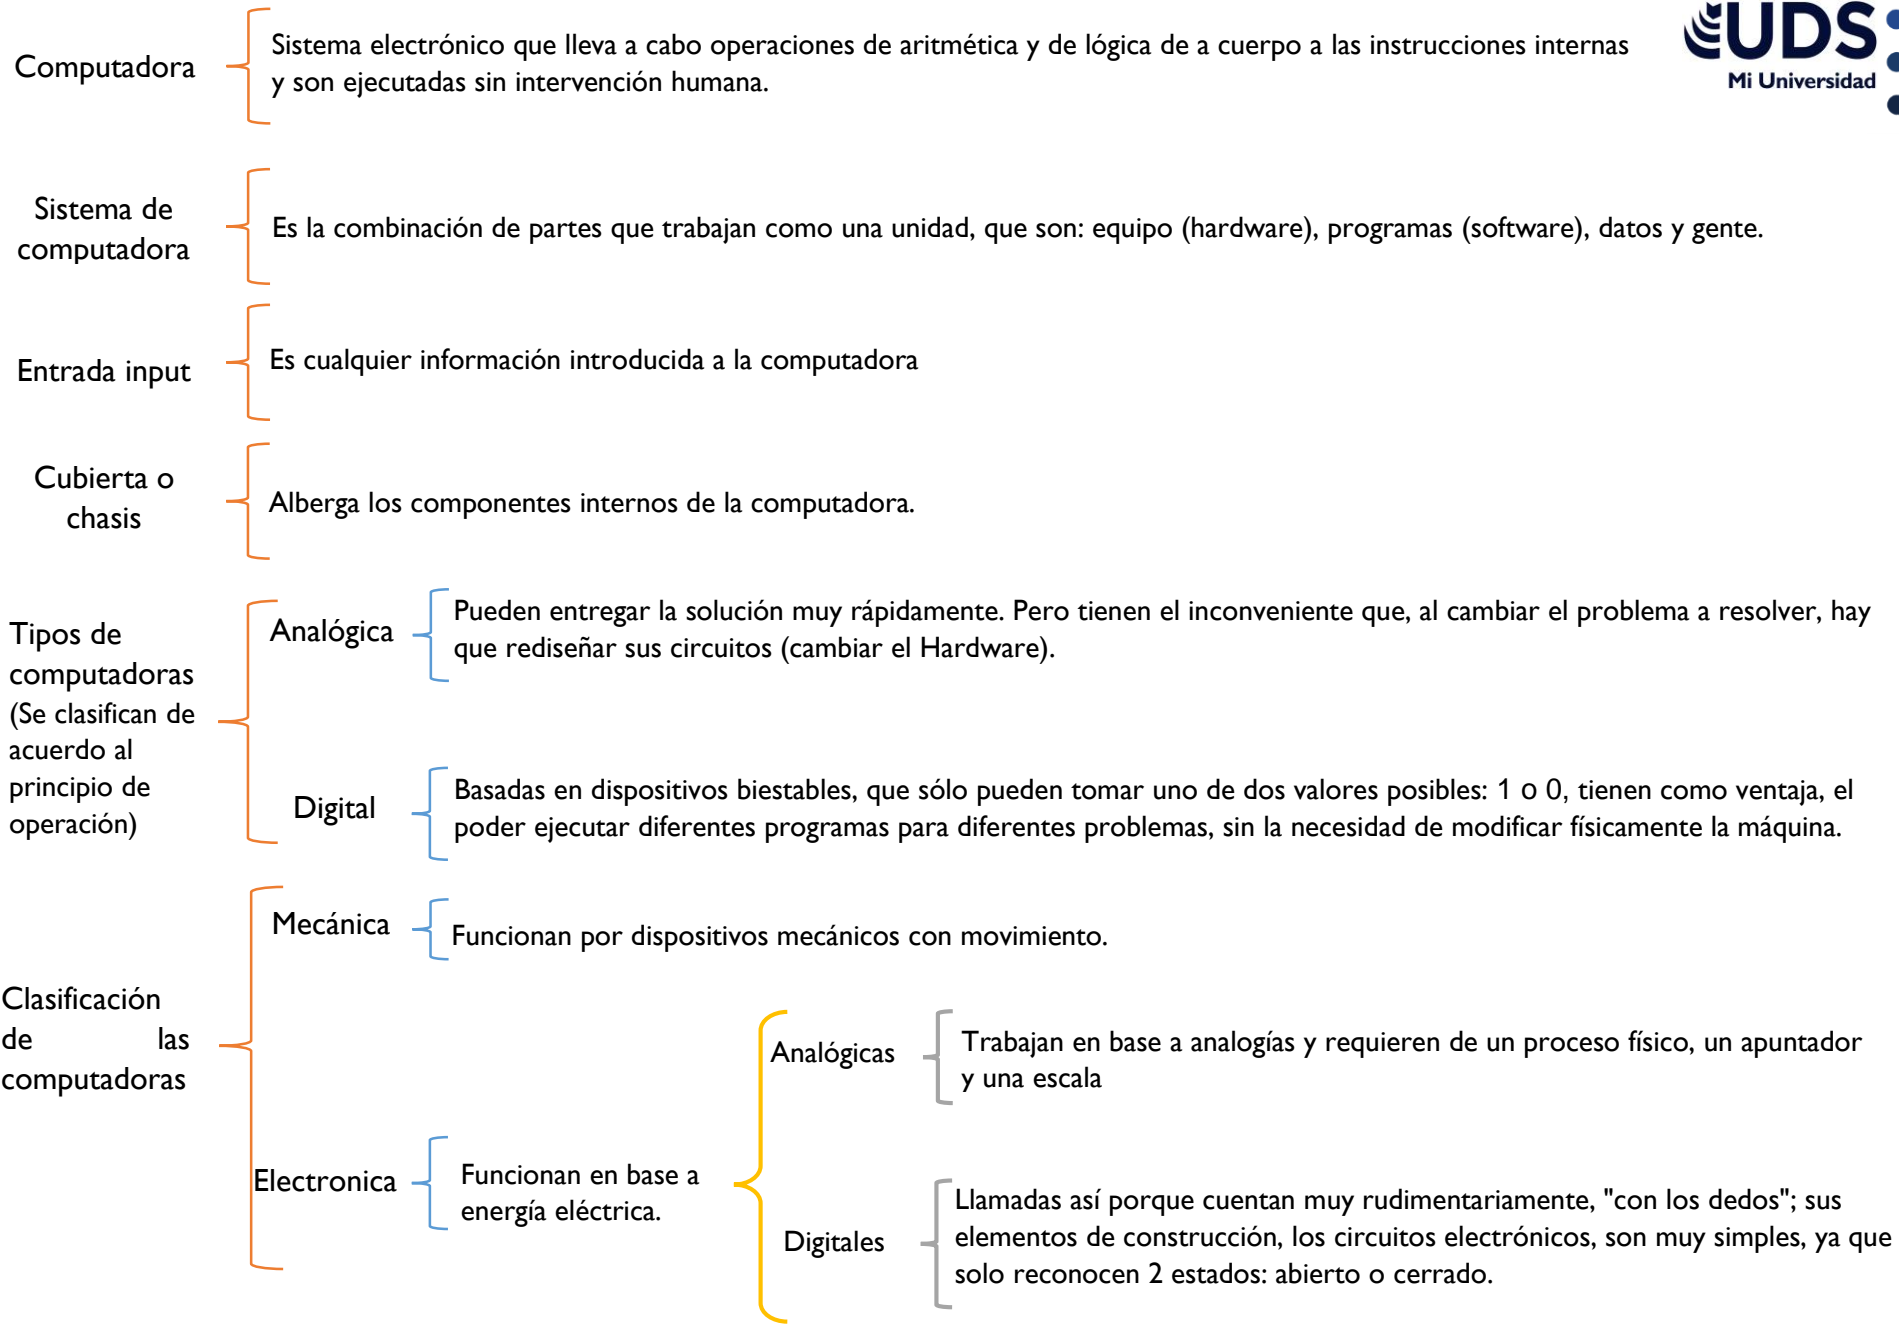 UDS
Mi Universidad
Computadora
Sistema electrónico que lleva a cabo operaciones de aritmética y de lógica de a cuerpo a las instrucciones internas
y son ejecutadas sin intervención humana.
Sistema de
computadora
Es la combinación de partes que trabajan como una unidad, que son: equipo (hardware), programas (software), datos y gente.
Entrada input
Es cualquier información introducida a la computadora
Cubierta o
chasis
Alberga los componentes internos de la computadora.
Tipos de
computadoras
(Se clasifican de
acuerdo al
principio de
operación)
Analógica
Pueden entregar la solución muy rápidamente. Pero tienen el inconveniente que, al cambiar el problema a resolver, hay
que rediseñar sus circuitos (cambiar el Hardware).
Digital
Basadas en dispositivos biestables, que sólo pueden tomar uno de dos valores posibles: 1 o 0, tienen como ventaja, el
poder ejecutar diferentes programas para diferentes problemas, sin la necesidad de modificar físicamente la máquina.
Clasificación
de las
computadoras
Mecánica
Funcionan por dispositivos mecánicos con movimiento.
Electronica
Funcionan en base a
energía eléctrica.
Analógicas
Trabajan en base a analogías y requieren de un proceso físico, un apuntador
y una escala
Digitales
Llamadas así porque cuentan muy rudimentariamente, "con los dedos"; sus
elementos de construcción, los circuitos electrónicos, son muy simples, ya que
solo reconocen 2 estados: abierto o cerrado.